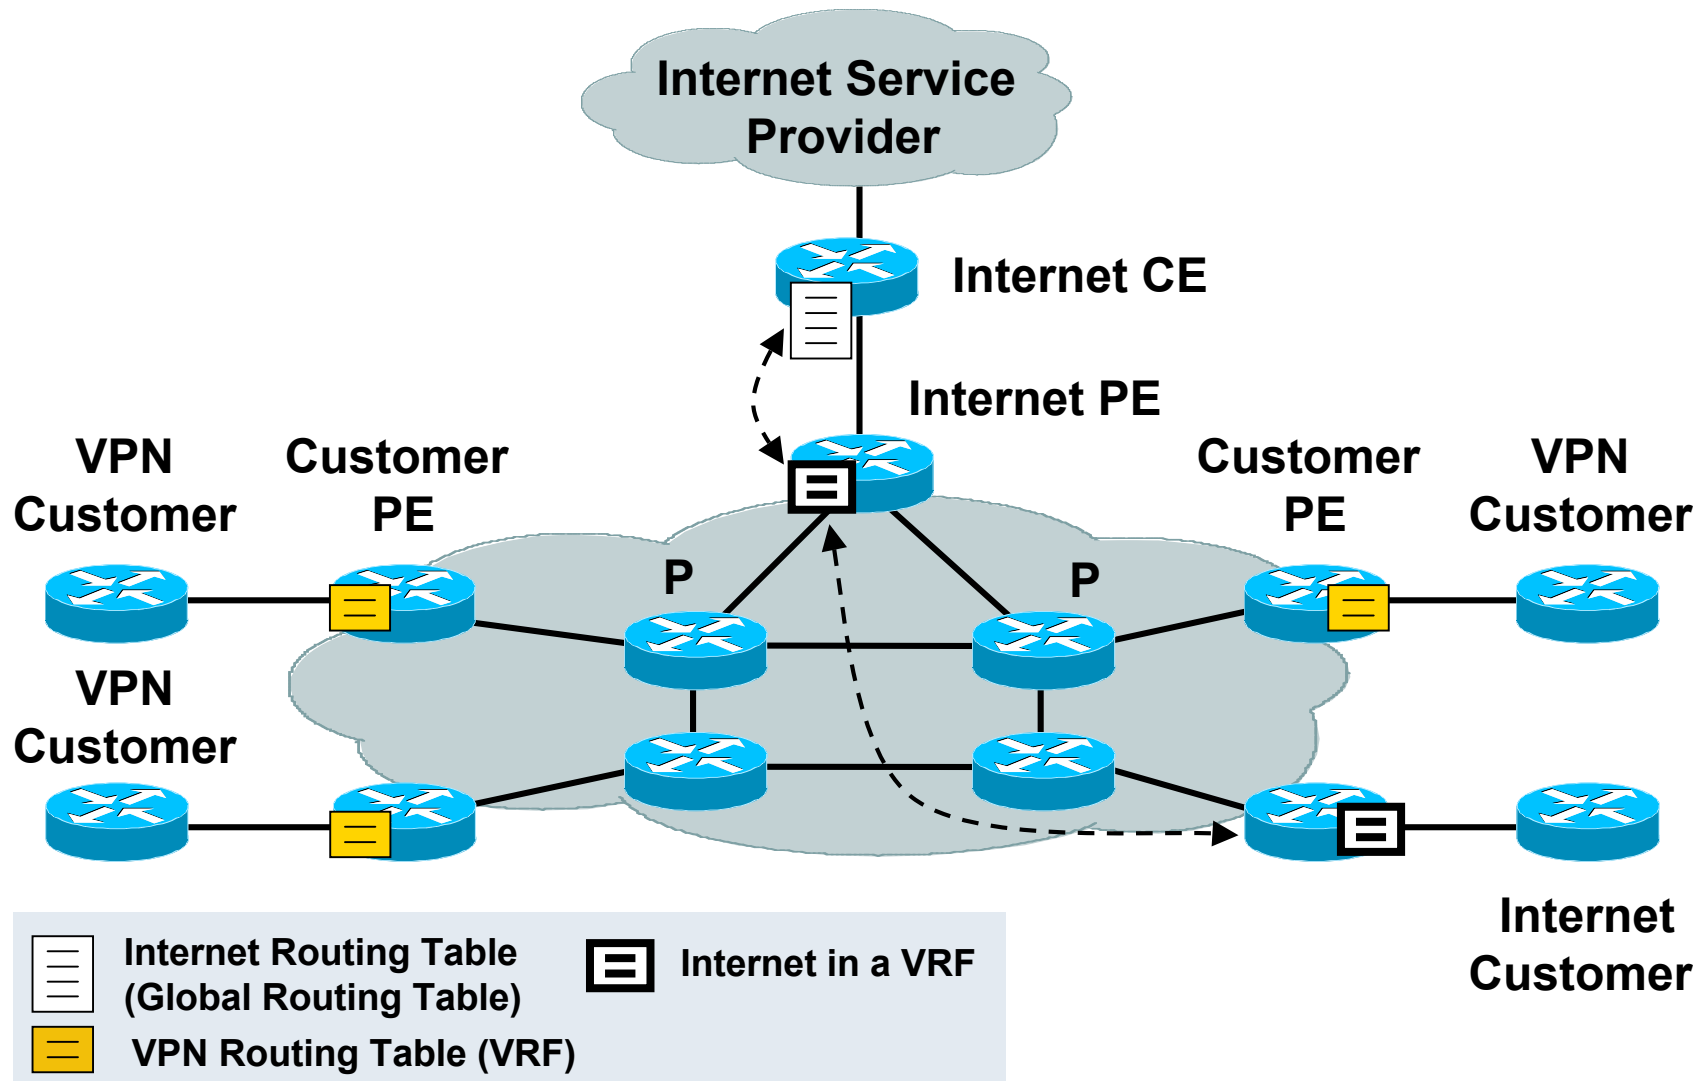 Internet Service
Provider
Internet CE
Internet PE
VPN
Customer
Customer
PE
Customer
PE
VPN
Customer
P
P
VPN
Customer
Internet
Customer
Internet Routing Table
(Global Routing Table)
Internet in a VRF
VPN Routing Table (VRF)